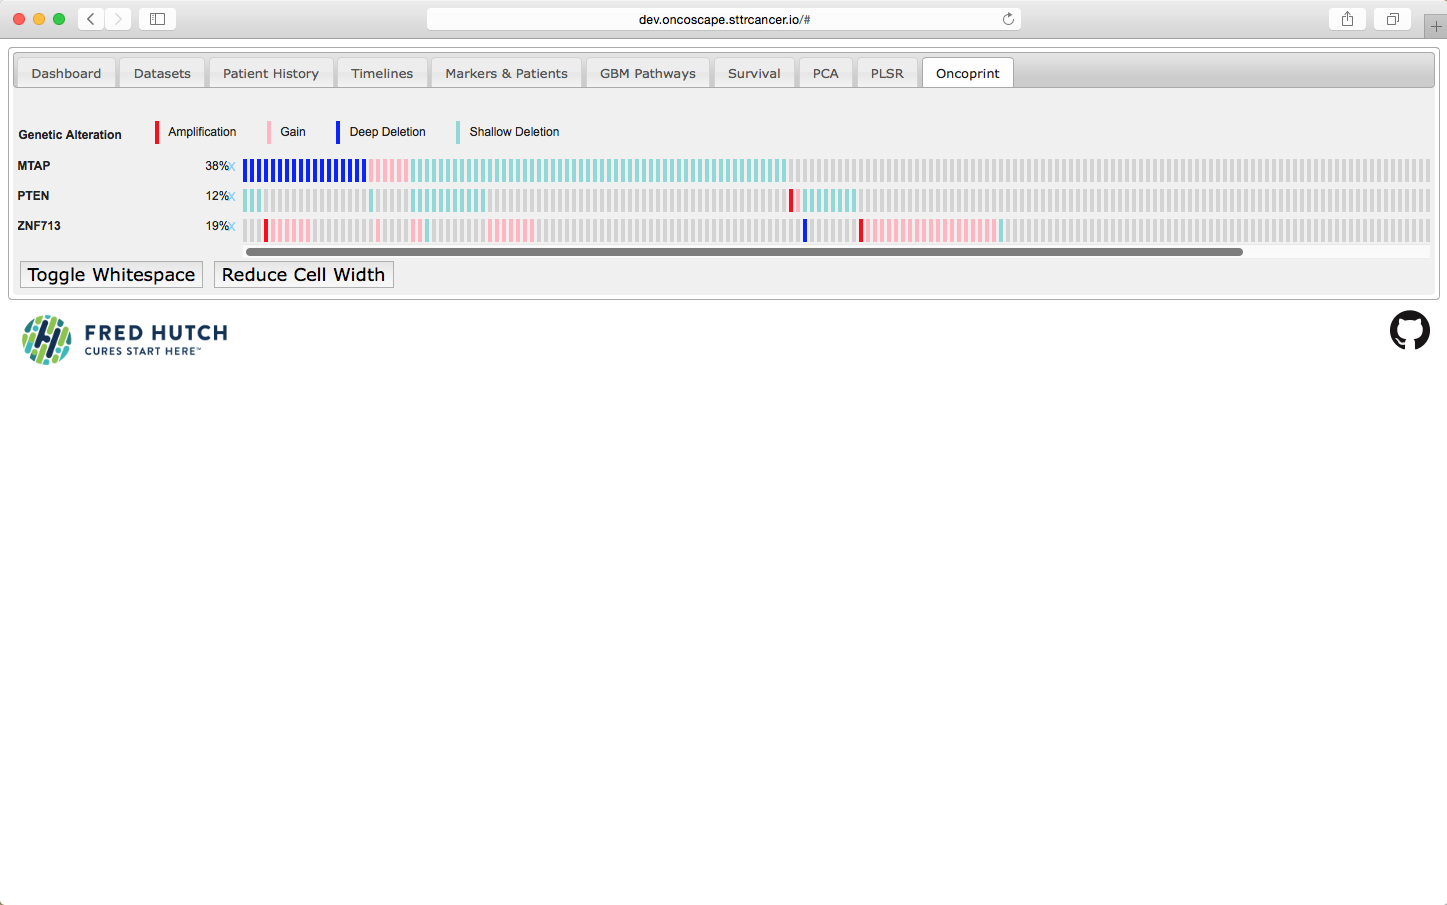 dev.oncoscape.sttrcancer.io/#
Dashboard Datasets Patient History Timelines Markers & Patients GBM Pathways Survival PCA PLSR Oncoprint
Genetic Alteration Amplification Gain Deep Deletion Shallow Deletion
MTAP 38%x
PTEN 12%x
ZNF713 19%x
Toggle Whitespace Reduce Cell Width
FRED HUTCH
CURES START HERE™